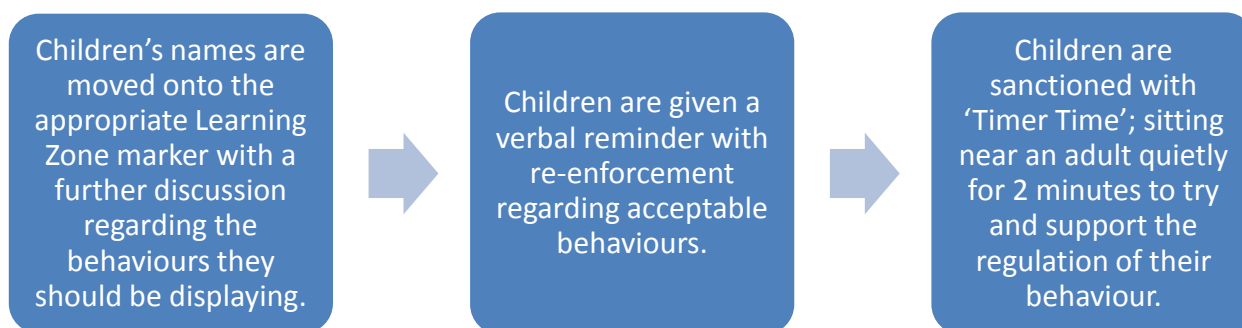 Children’s names are
moved onto the
appropriate Learning
Zone marker with a
further discussion
regarding the
behaviours they
should be displaying.
Children are given a
verbal reminder with
re-enforcement
regarding acceptable
behaviours.
Children are
sanctioned with
‘Timer Time’; sitting
near an adult quietly
for 2 minutes to try
and support the
regulation of their
behaviour.